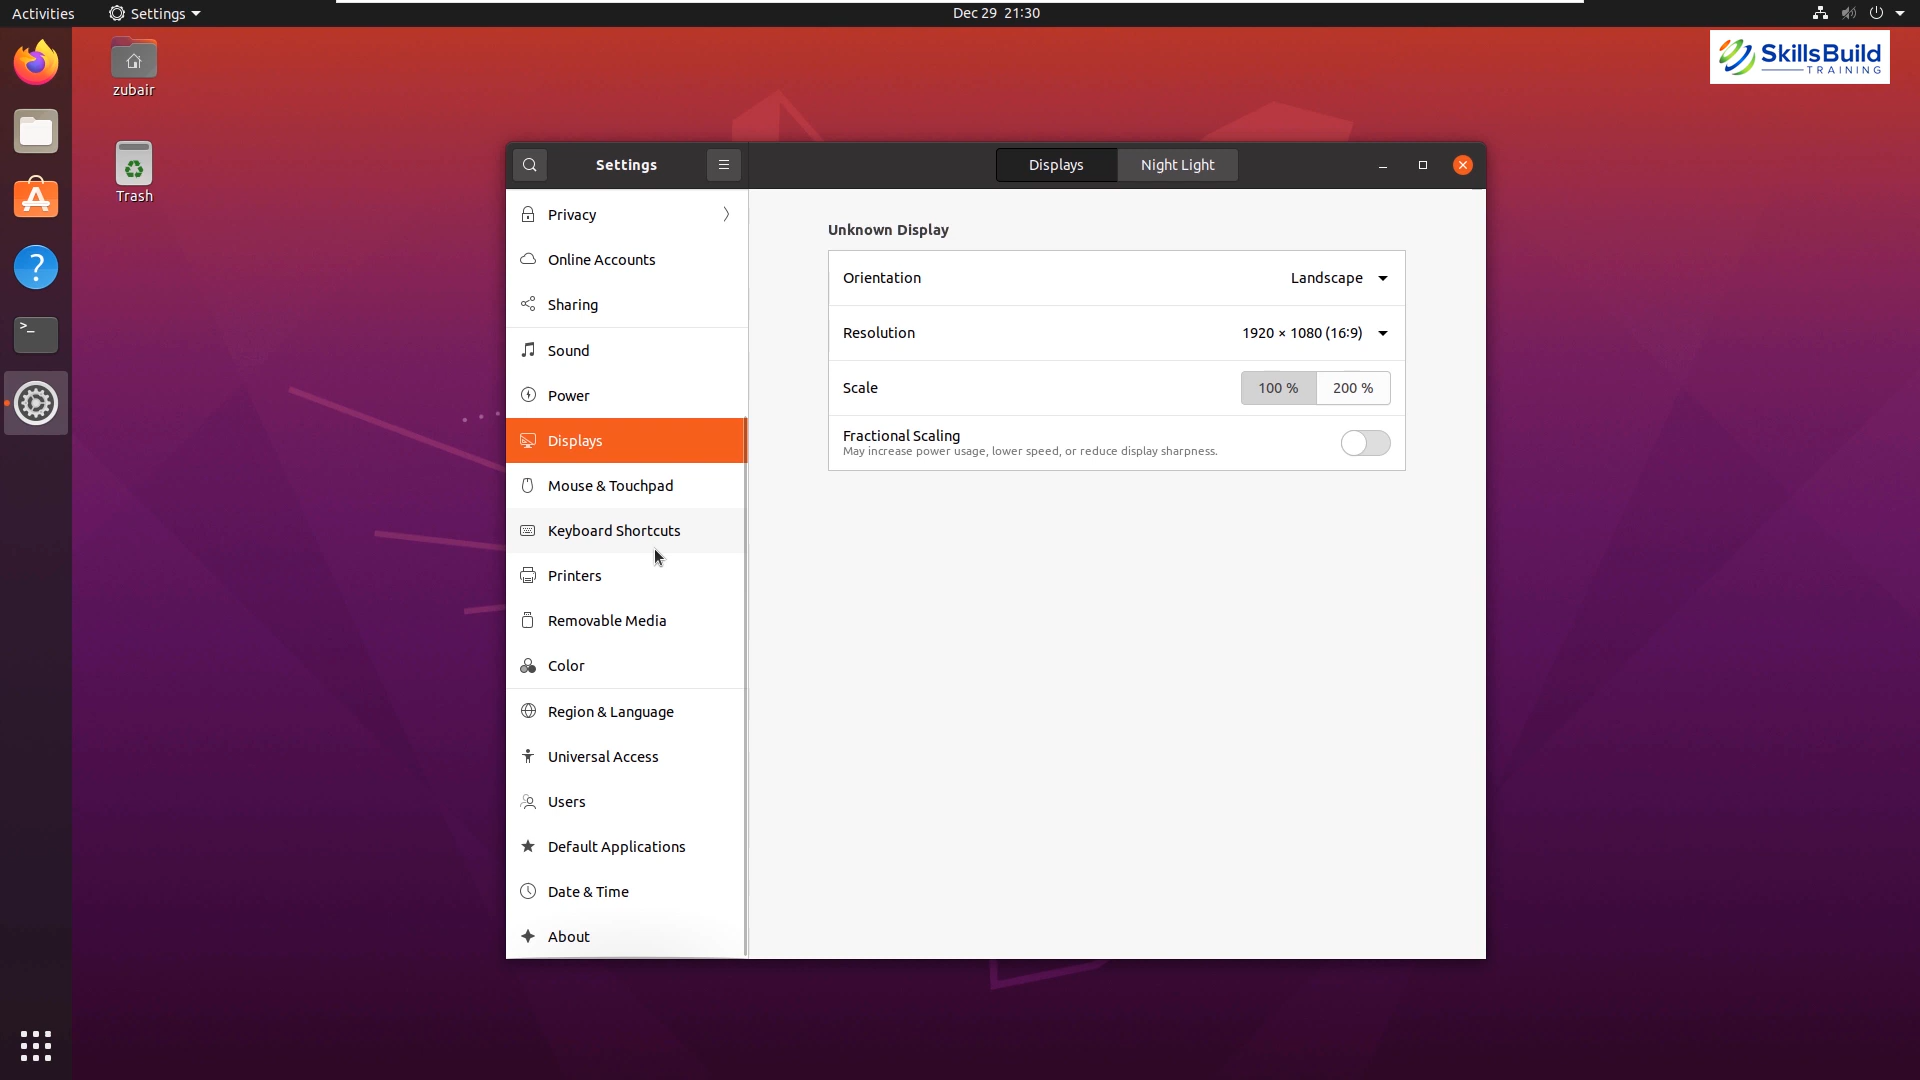 Activities
Settings
Dec 29 21:30
zubair
Trash
SkillsBuild
TRAINING
Settings
Displays
Night Light
Privacy
Online Accounts
Sharing
Sound
Power
Displays
Mouse & Touchpad
Keyboard Shortcuts
Printers
Removable Media
Color
Region & Language
Universal Access
Users
Default Applications
Date & Time
About
Unknown Display
Orientation
Landscape
Resolution
1920 × 1080 (16:9)
Scale
100 %
200 %
Fractional Scaling
May increase power usage, lower speed, or reduce display sharpness.